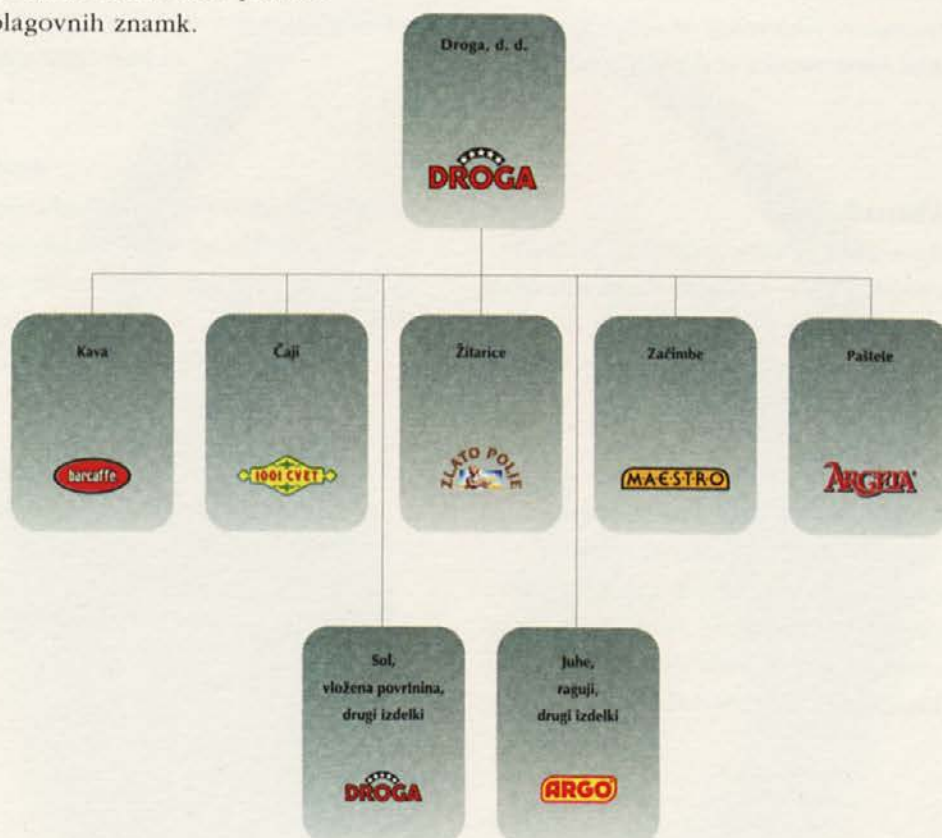 blagovnih znamk.
Droga, d. d.
DROGA
Kava
barcaffe
Čaji
1001 CVET
Žitarice
ZLATO POLJE
Začimbe
MAESTRO
Paštete
ARGETA
Sol,
vložena povrtnina,
drugi izdelki
DROGA
Juhe,
raguji,
drugi izdelki
ARGO